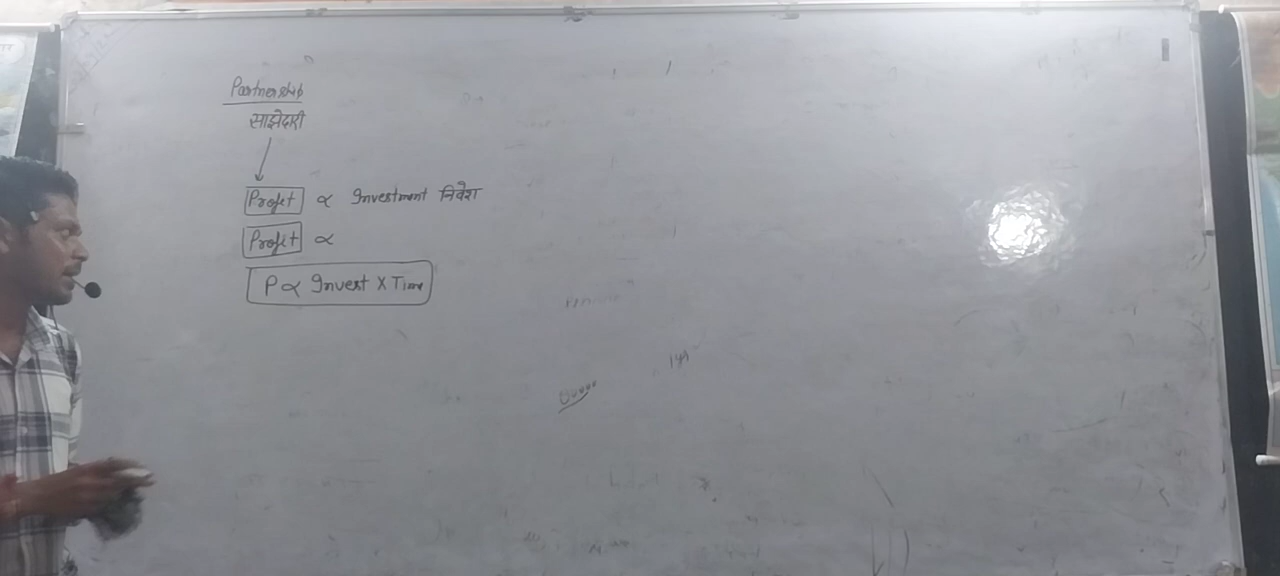 Partnership
साझेदारी
Profit ∝ Investment निवेश
Profit ∝
P ∝ Invest X Time